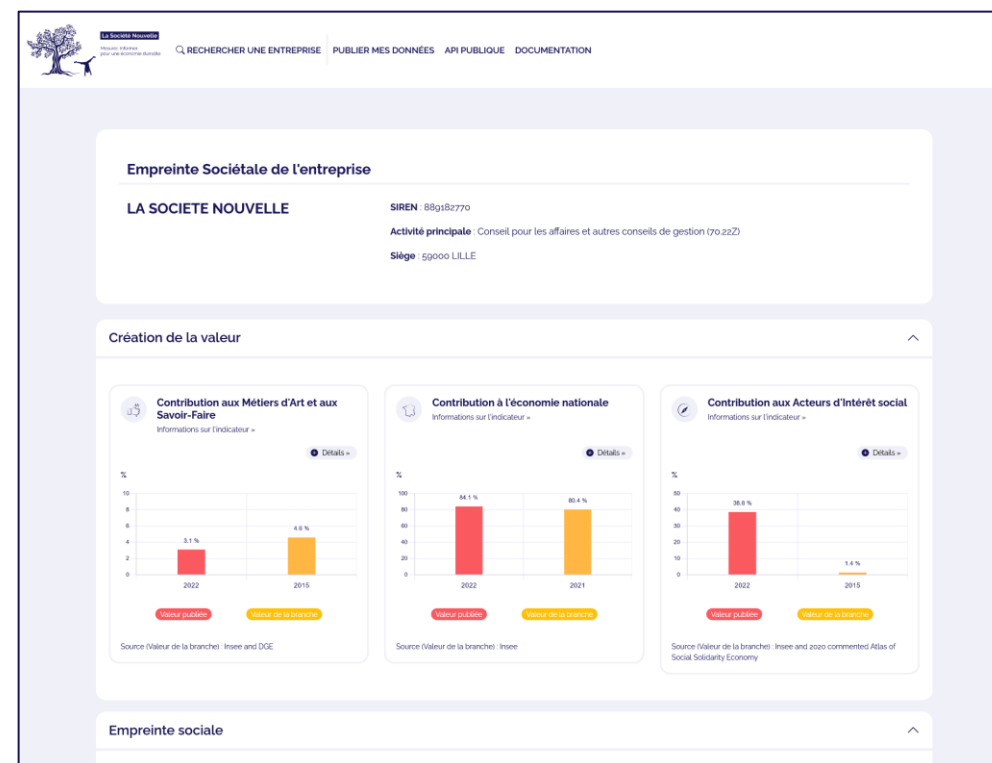 La Société Nouvelle
Mesurer, Informer
pour une économie durable
RECHERCHER UNE ENTREPRISE PUBLIER MES DONNÉES API PUBLIQUE DOCUMENTATION
Empreinte Sociétale de l'entreprise
LA SOCIETE NOUVELLE
SIREN : 889182770
Activité principale : Conseil pour les affaires et autres conseils de gestion (70.22Z)
Siège : 59000 LILLE
Création de la valeur
Contribution aux Métiers d'Art et aux
Savoir-Faire
Informations sur l'indicateur »
Détails »
%
10
8
6
4
2
0
3.1 %
4.6 %
2022 2015
Valeur publiée Valeur de la branche
Source (Valeur de la branche) : Insee and DGE
Contribution à l'économie nationale
Informations sur l'indicateur »
Détails »
%
100
80
60
40
20
0
84.1 %
80.4 %
2022 2021
Valeur publiée Valeur de la branche
Source (Valeur de la branche) : Insee
Contribution aux Acteurs d'Intérêt social
Informations sur l'indicateur »
Détails »
%
50
40
30
20
10
0
38.6 %
1.4 %
2022 2015
Valeur publiée Valeur de la branche
Source (Valeur de la branche) : Insee and 2020 commented Atlas of
Social Solidarity Economy
Empreinte sociale